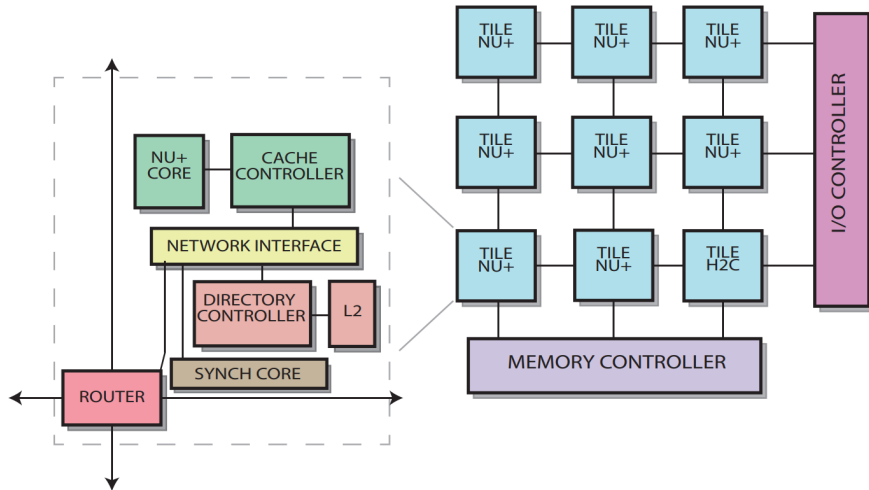 NU+
CORE
CACHE
CONTROLLER
NETWORK INTERFACE
DIRECTORY
CONTROLLER
L2
SYNCH CORE
ROUTER
TILE
NU+
TILE
NU+
TILE
NU+
TILE
NU+
TILE
NU+
TILE
NU+
TILE
NU+
TILE
NU+
TILE
H2C
I/O CONTROLLER
MEMORY CONTROLLER